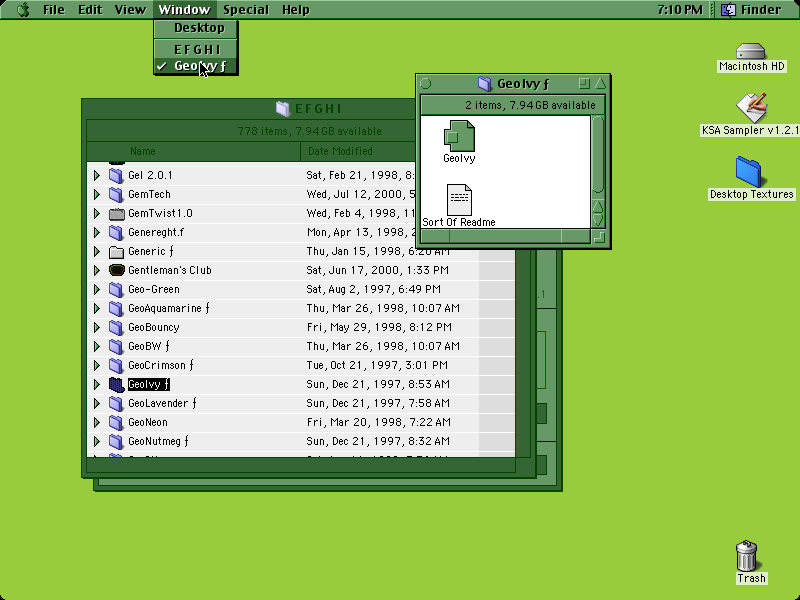 File Edit View Window Special Help 7:10 PM Finder
Desktop
E F G H I
✓ GeoIvy ƒ
Macintosh HD
KSA Sampler v1.2.1
Desktop Textures
Trash
GeoIvy ƒ
2 items, 7.94 GB available
GeoIvy
Sort Of Readme
E F G H I
778 items, 7.94 GB available
Name Date Modified
Gel 2.0.1 Sat, Feb 21, 1998, 8:
GemTech Wed, Jul 12, 2000, 5
GemTwist1.0 Wed, Feb 4, 1998, 11
Genereght.f Mon, Apr 13, 1998, 2
Generic ƒ Thu, Jan 15, 1998, 6:20 AM
Gentleman's Club Sat, Jun 17, 2000, 1:33 PM
Geo-Green Sat, Aug 2, 1997, 6:49 PM
GeoAquamarine ƒ Thu, Mar 26, 1998, 10:07 AM
GeoBouncy Fri, May 29, 1998, 8:12 PM
GeoBW ƒ Thu, Mar 26, 1998, 10:07 AM
GeoCrimson ƒ Tue, Oct 21, 1997, 3:01 PM
GeoIvy ƒ Sun, Dec 21, 1997, 8:53 AM
GeoLavender ƒ Sun, Dec 21, 1997, 7:58 AM
GeoNeon Fri, Mar 20, 1998, 7:22 AM
GeoNutmeg ƒ Sun, Dec 21, 1997, 8:32 AM